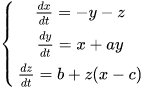 dx/dt = −y − z
dy/dt = x + ay
dz/dt = b + z(x − c)